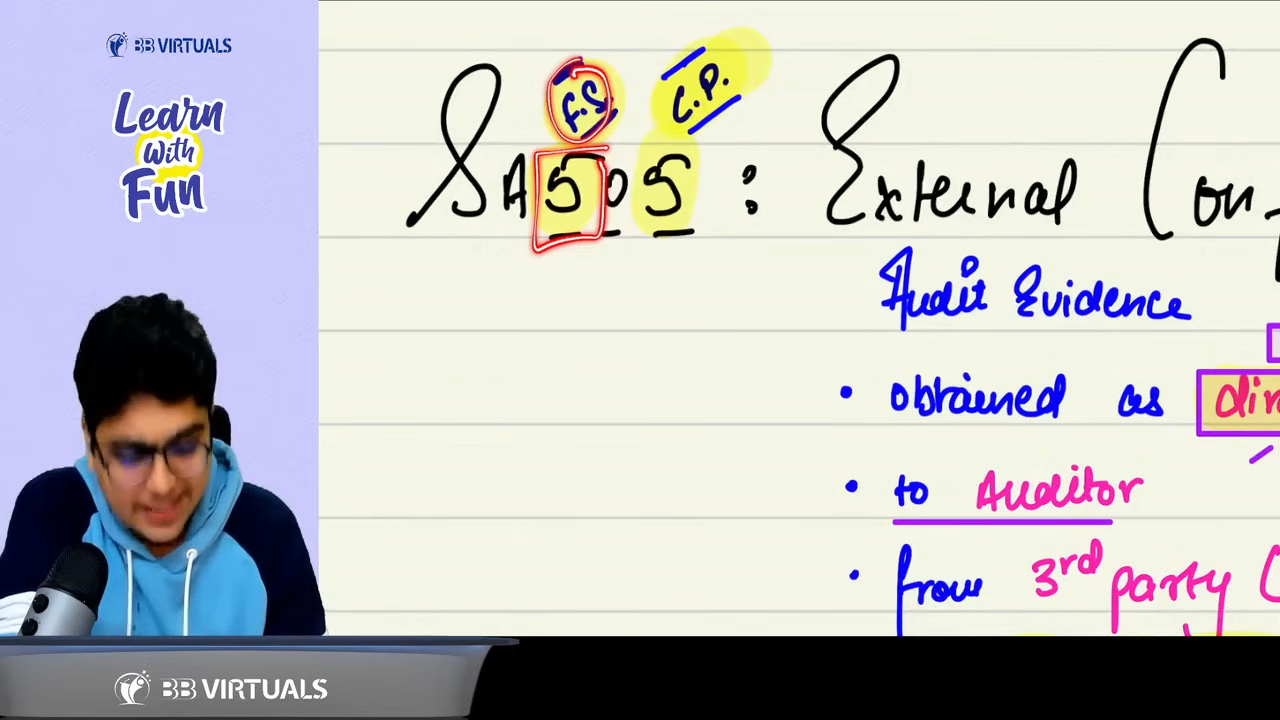 BB VIRTUALS
Learn
With
Fun
F.S
C.P.
SA 505 : External Con
Audit Evidence
• obtained as dir
• to Auditor
• from 3rd party (
BB VIRTUALS